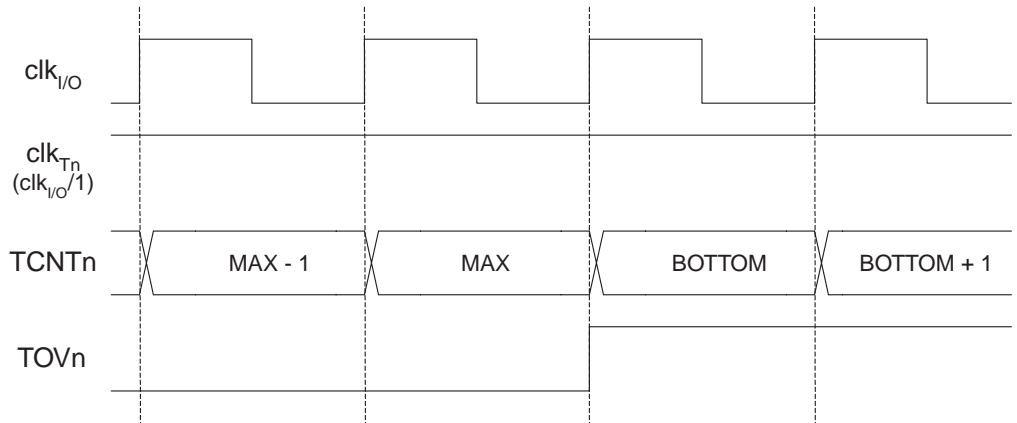 clkI/O
clkTn
(clkI/O/1)
TCNTn
MAX - 1
MAX
BOTTOM
BOTTOM + 1
TOVn